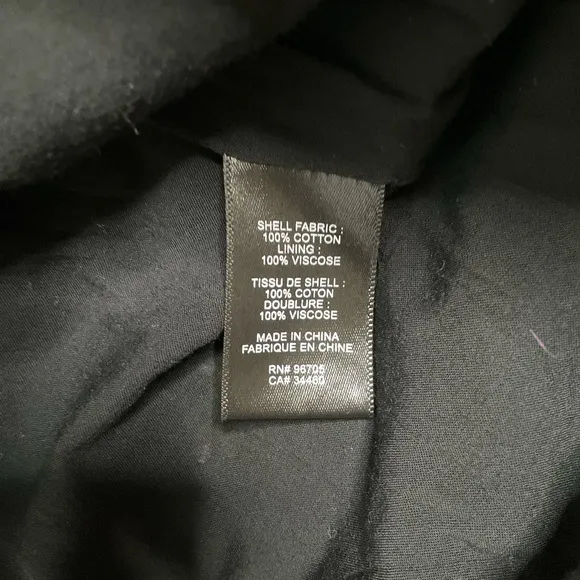 SHELL FABRIC :
100% COTTON
LINING :
100% VISCOSE
TISSU DE SHELL :
100% COTON
DOUBLURE :
100% VISCOSE
MADE IN CHINA
FABRIQUE EN CHINE
RN# 96705
CA# 34460